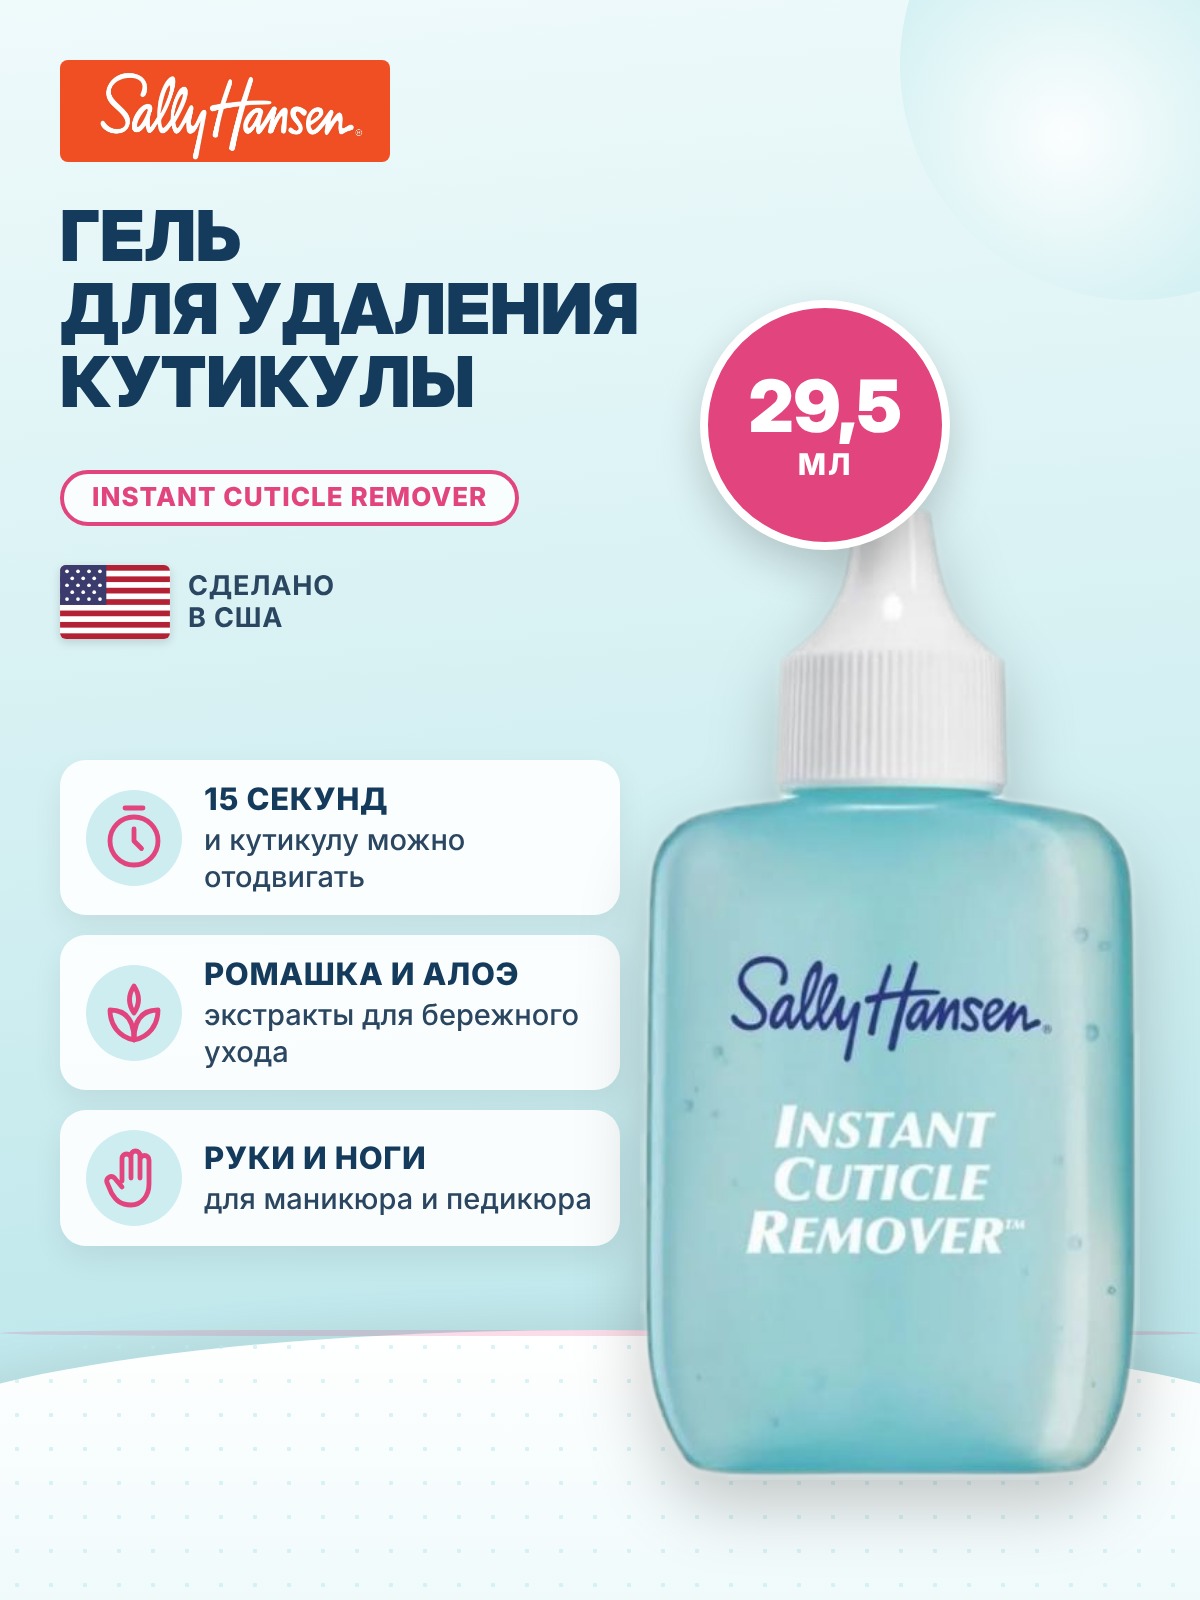 Sally Hansen®
ГЕЛЬ
ДЛЯ УДАЛЕНИЯ
КУТИКУЛЫ
29,5
МЛ
INSTANT CUTICLE REMOVER
СДЕЛАНО
В США
15 СЕКУНД
и кутикулу можно
отодвигать
РОМАШКА И АЛОЭ
экстракты для бережного
ухода
РУКИ И НОГИ
для маникюра и педикюра
Sally Hansen®
INSTANT
CUTICLE
REMOVER™